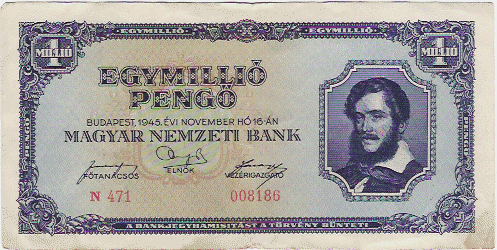 EGYMILLIÓ EGYMILLIÓ
1 1
MILLIÓ MILLIÓ
EGYMILLIÓ
PENGŐ
BUDAPEST, 1945. ÉVI NOVEMBER HÓ 16-ÁN
MAGYAR NEMZETI BANK
FŐTANÁCSOS ELNÖK VEZÉRIGAZGATÓ
N 471 008186
A BANKJEGYHAMISÍTÁST A TÖRVÉNY BÜNTETI